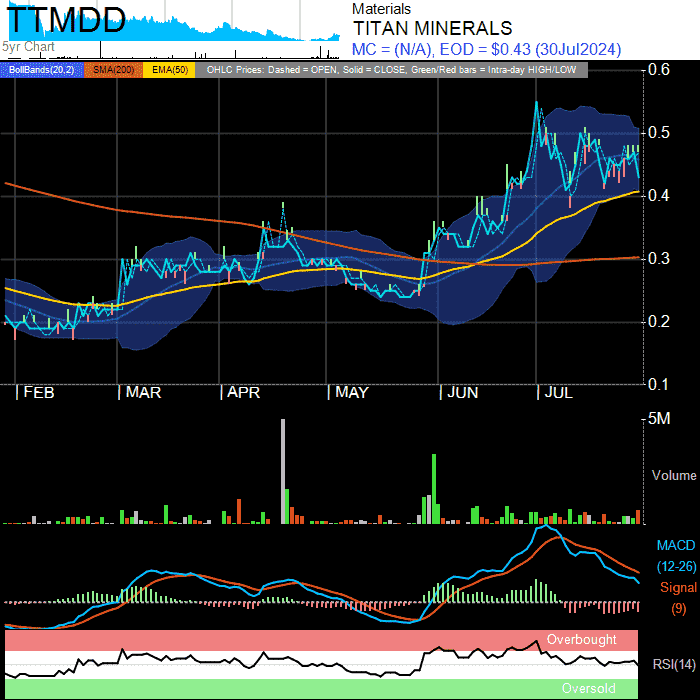 TTMDD
5yr Chart
Materials
TITAN MINERALS
MC = (N/A), EOD = $0.43 (30Jul2024)
BollBands(20,2) SMA(200) EMA(50) OHLC Prices: Dashed = OPEN, Solid = CLOSE, Green/Red bars = Intra-day HIGH/LOW
0.6
0.5
0.4
0.3
0.2
0.1
FEB MAR APR MAY JUN JUL
5M
Volume
MACD
(12-26)
Signal
(9)
Overbought
RSI(14)
Oversold